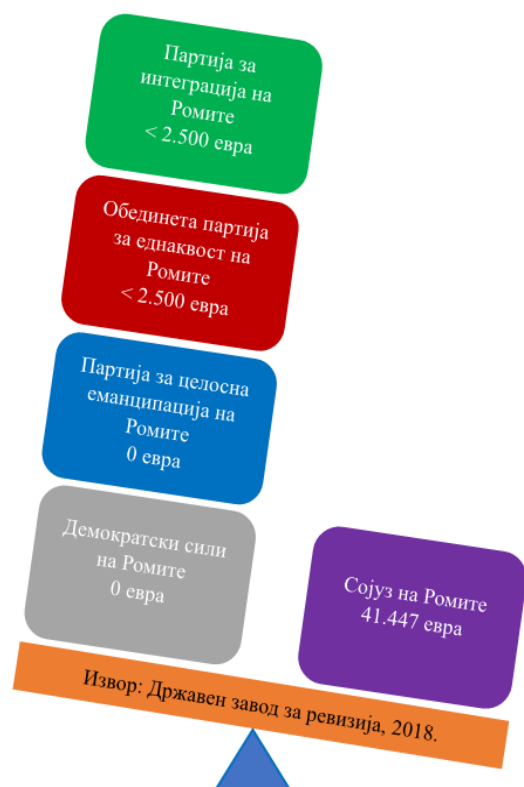 Партија за
интеграција на
Ромите
< 2.500 евра
Обединета партија
за еднаквост на
Ромите
< 2.500 евра
Партија за целосна
еманципација на
Ромите
0 евра
Демократски сили
на Ромите
0 евра
Сојуз на Ромите
41.447 евра
Извор: Државен завод за ревизија, 2018.